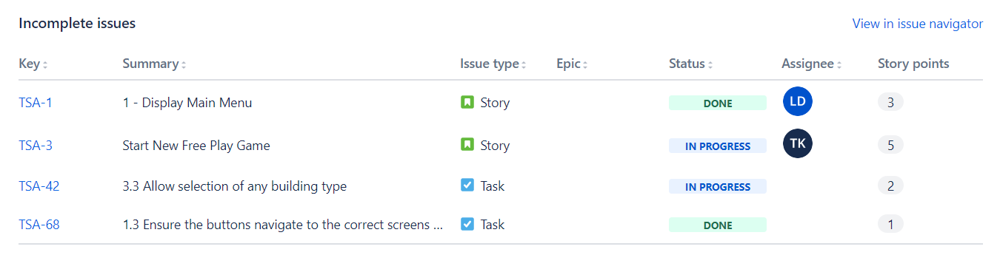 Incomplete issues View in issue navigator
Key Summary Issue type Epic Status Assignee Story points
TSA-1 1 - Display Main Menu Story DONE LD 3
TSA-3 Start New Free Play Game Story IN PROGRESS TK 5
TSA-42 3.3 Allow selection of any building type Task IN PROGRESS 2
TSA-68 1.3 Ensure the buttons navigate to the correct screens ... Task DONE 1